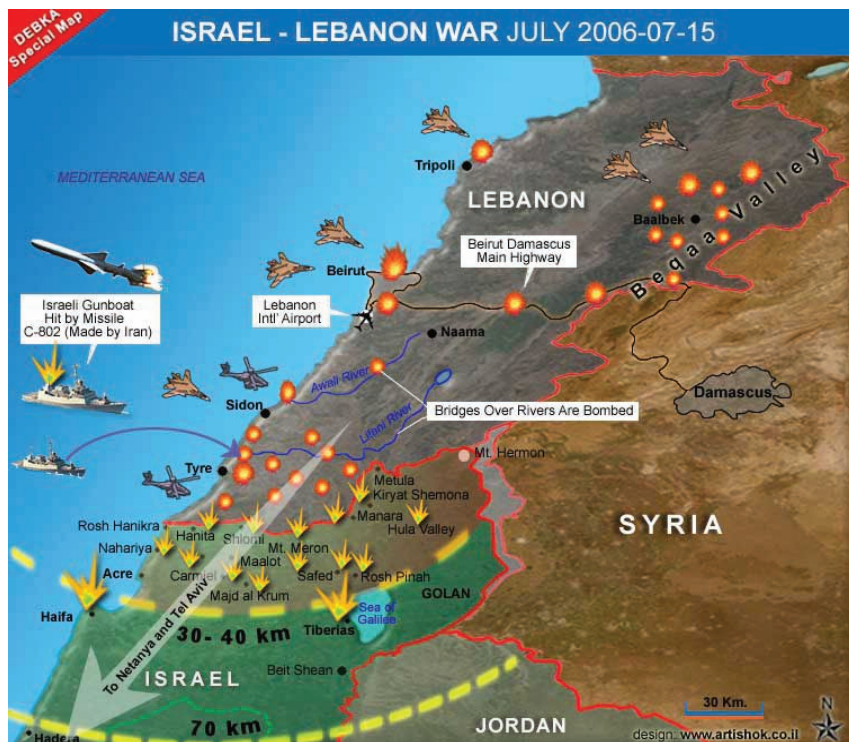 DEBKA
Special Map
ISRAEL - LEBANON WAR JULY 2006-07-15
MEDITERRANEAN SEA
Tripoli
LEBANON
Baalbek
Beqaa Valley
Beirut Damascus
Main Highway
Beirut
Israeli Gunboat
Hit by Missile
C-802 (Made by Iran)
Lebanon
Intl' Airport
Naama
Awali River
Damascus
Sidon
Litani River
Bridges Over Rivers Are Bombed
Mt. Hermon
Tyre
Metula
Kiryat Shemona
Manara
Hula Valley
SYRIA
Rosh Hanikra
Hanita
Shlomi
Nahariya
Mt. Meron
Maalot
Acre
Carmiel
Safed
Rosh Pinah
Majd al Krum
GOLAN
Haifa
Sea of
Galilee
Tiberias
30- 40 km
To Netanya and Tel Aviv
Beit Shean
ISRAEL
70 km
Hadera
JORDAN
30 Km.
N
design: www.artishok.co.il